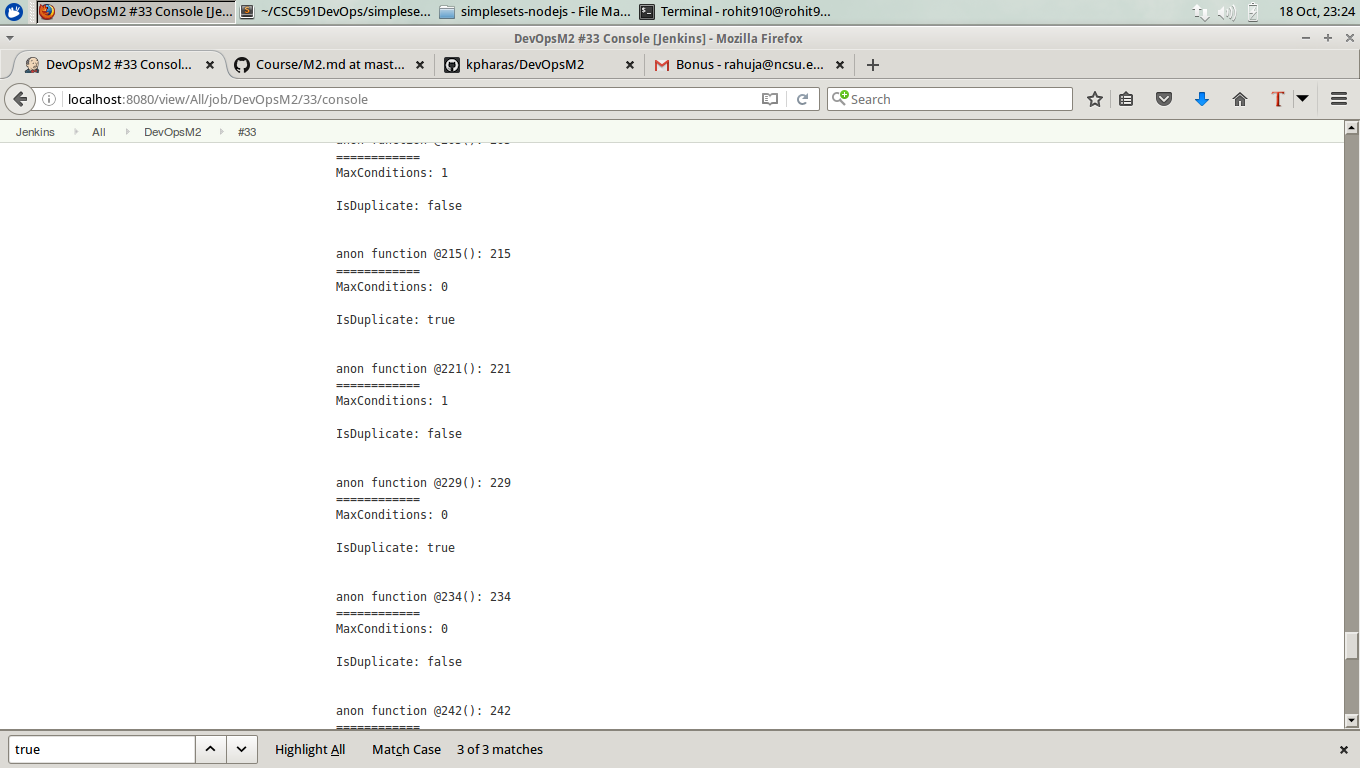 DevOpsM2 #33 Console [Je...
~/CSC591DevOps/simplese...
simplesets-nodejs - File Ma...
Terminal - rohit910@rohit9...
18 Oct, 23:24
DevOpsM2 #33 Console [Jenkins] - Mozilla Firefox
DevOpsM2 #33 Consol...
Course/M2.md at mast...
kpharas/DevOpsM2
Bonus - rahuja@ncsu.e...
localhost:8080/view/All/job/DevOpsM2/33/console
Search
T
Jenkins
All
DevOpsM2
#33
============
MaxConditions: 1
IsDuplicate: false
anon function @215(): 215
============
MaxConditions: 0
IsDuplicate: true
anon function @221(): 221
============
MaxConditions: 1
IsDuplicate: false
anon function @229(): 229
============
MaxConditions: 0
IsDuplicate: true
anon function @234(): 234
============
MaxConditions: 0
IsDuplicate: false
anon function @242(): 242
============
true
Highlight All
Match Case
3 of 3 matches